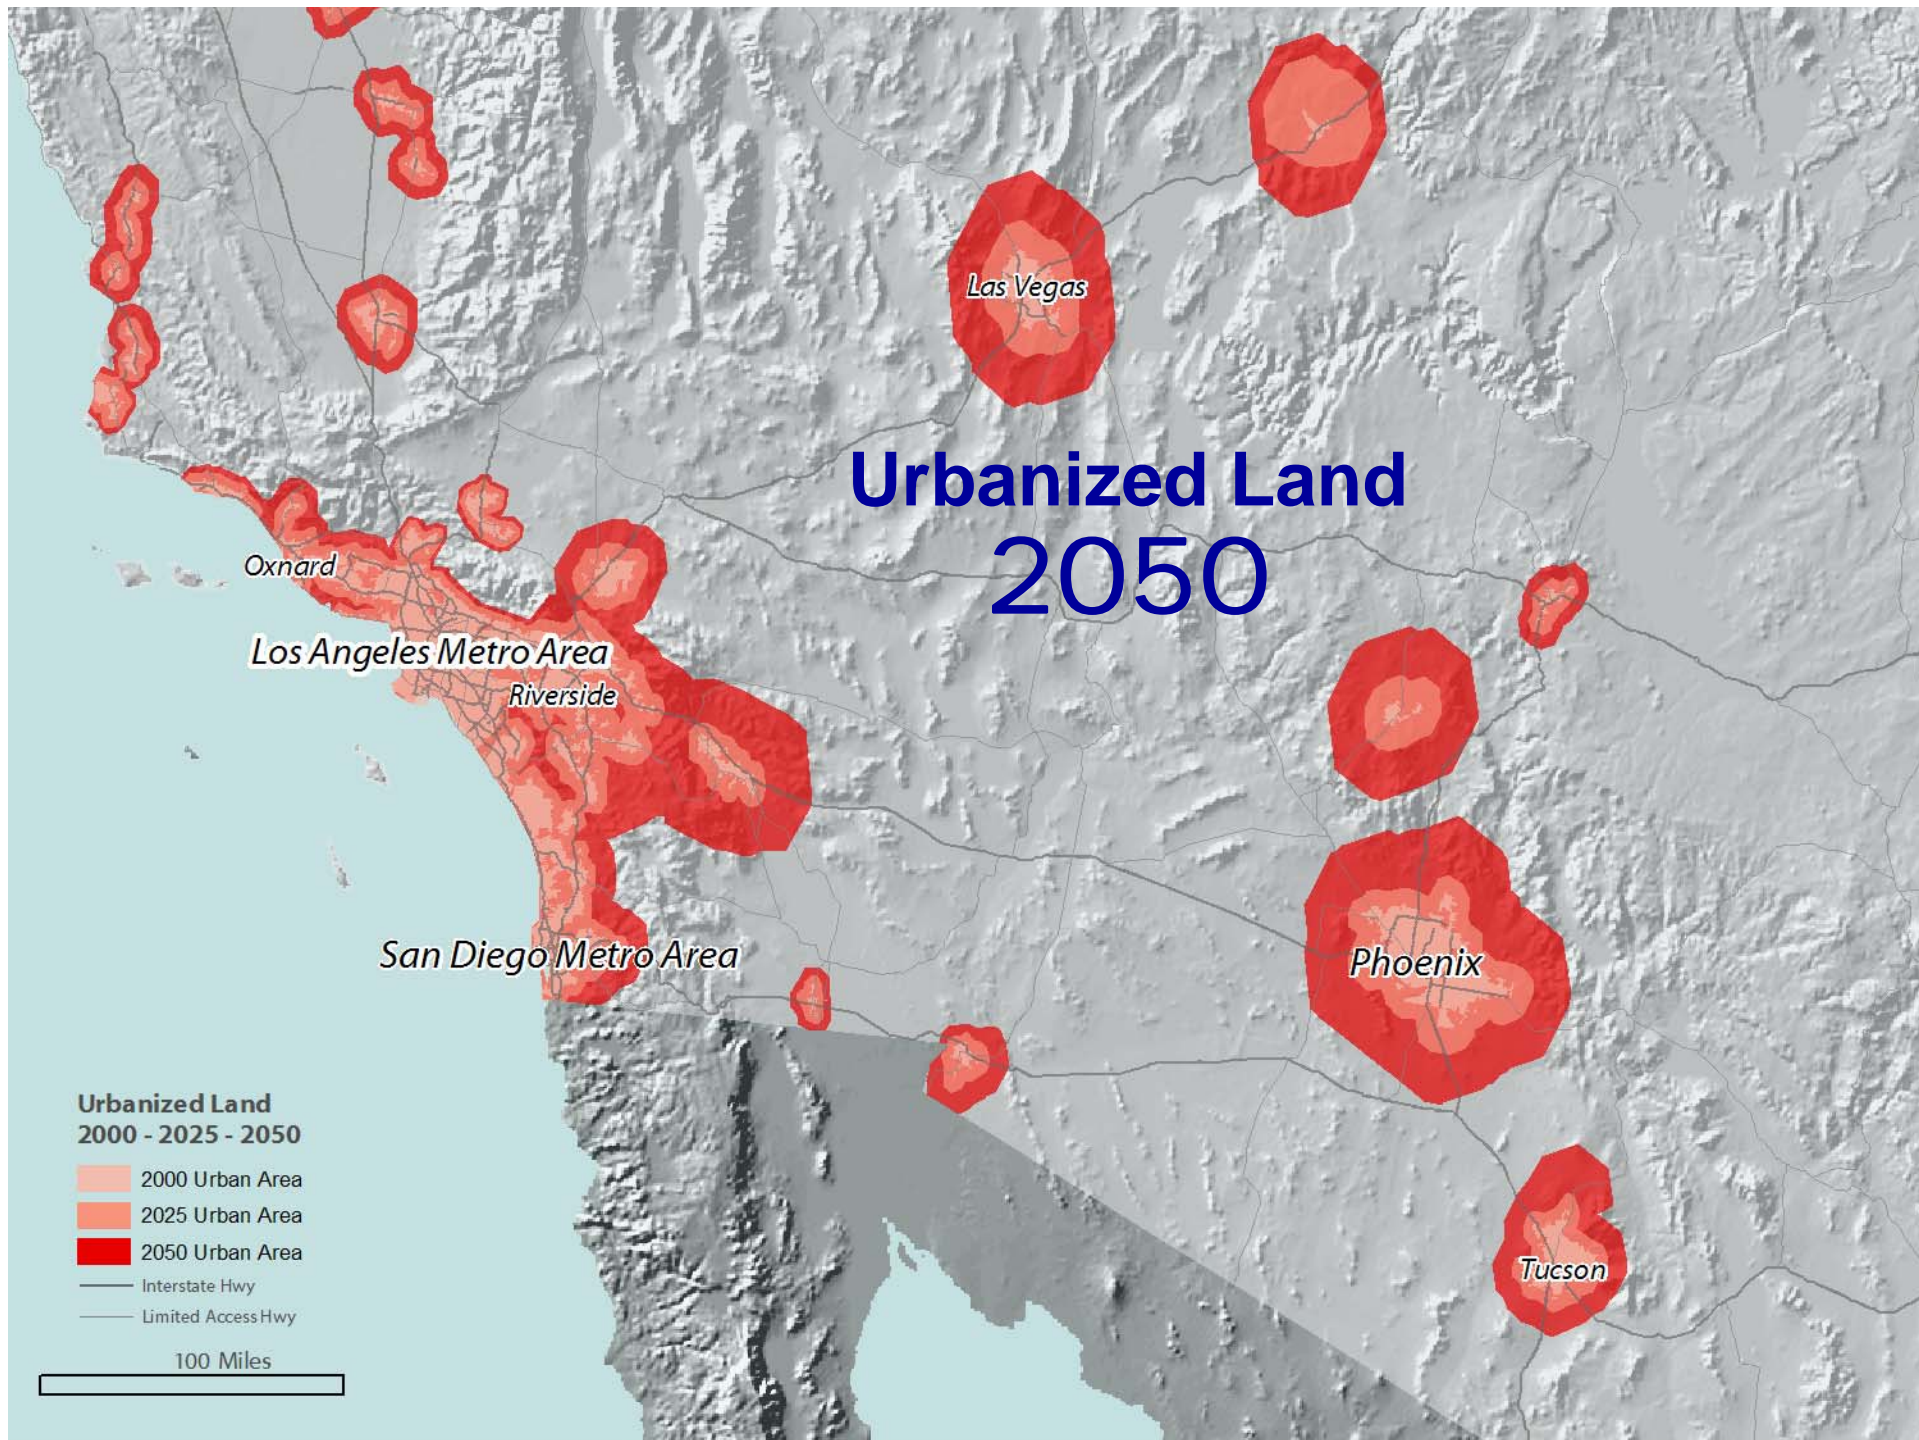 Las Vegas
Urbanized Land
2050
Oxnard
Los Angeles Metro Area
Riverside
San Diego Metro Area
Phoenix
Tucson
Urbanized Land
2000 - 2025 - 2050
2000 Urban Area
2025 Urban Area
2050 Urban Area
Interstate Hwy
Limited Access Hwy
100 Miles